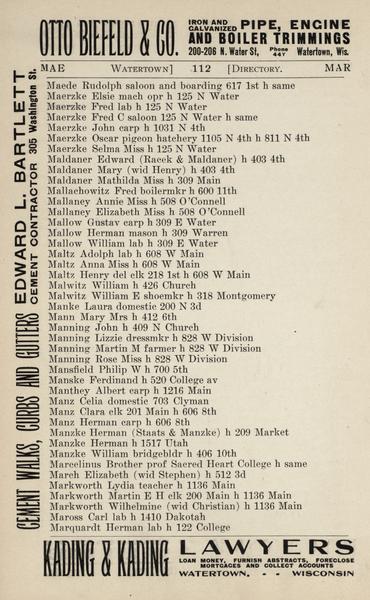 OTTO BIEFELD & CO.
IRON AND GALVANIZED PIPE, ENGINE
AND BOILER TRIMMINGS
200-206 N. Water St, Phone 44Y Watertown, Wis.
EDWARD L. BARTLETT
CEMENT CONTRACTOR 305 Washington St.
CEMENT WALKS, CURBS AND GUTTERS
MAE WATERTOWN] 112 [DIRECTORY. MAR
Maede Rudolph saloon and boarding 617 1st h same
Maerzke Elsie mach opr h 125 N Water
Maerzke Fred lab h 125 N Water
Maerzke Fred C saloon 125 N Water h same
Maerzke John carp h 1031 N 4th
Maerzke Oscar pigeon hatchery 1105 N 4th h 811 N 4th
Maerzke Selma Miss h 125 N Water
Maldaner Edward (Racek & Maldaner) h 403 4th
Maldaner Mary (wid Henry) h 403 4th
Maldaner Mathilda Miss h 309 Main
Mallachowitz Fred boilermkr h 600 11th
Mallaney Annie Miss h 508 O'Connell
Mallaney Elizabeth Miss h 508 O'Connell
Mallow Gustav carp h 309 E Water
Mallow Herman mason h 309 Warren
Mallow William lab h 309 E Water
Maltz Adolph lab h 608 W Main
Maltz Anna Miss h 608 W Main
Maltz Henry del clk 218 1st h 608 W Main
Malwitz William h 426 Church
Malwitz William E shoemkr h 318 Montgomery
Manke Laura domestic 200 N 3d
Mann Mary Mrs h 412 6th
Manning John h 409 N Church
Manning Lizzie dressmkr h 828 W Division
Manning Martin M farmer h 828 W Division
Manning Rose Miss h 828 W Division
Mansfield Philip W h 700 5th
Manske Ferdinand h 520 College av
Manthey Albert carp h 1216 Main
Manz Celia domestic 703 Clyman
Manz Clara clk 201 Main h 606 8th
Manz Herman carp h 606 8th
Manzke Herman (Staats & Manzke) h 209 Market
Manzke Herman h 1517 Utah
Manzke William bridgebldr h 406 10th
Marcelinus Brother prof Sacred Heart College h same
March Elizabeth (wid Stephen) h 512 3d
Markworth Lydia teacher h 1136 Main
Markworth Martin E H clk 200 Main h 1136 Main
Markworth Wilhelmine (wid Christian) h 1136 Main
Maross Carl lab h 1410 Dakotah
Marquardt Herman lab h 122 College
KADING & KADING
LAWYERS
LOAN MONEY, FURNISH ABSTRACTS, FORECLOSE
MORTGAGES AND COLLECT ACCOUNTS
WATERTOWN, - - WISCONSIN